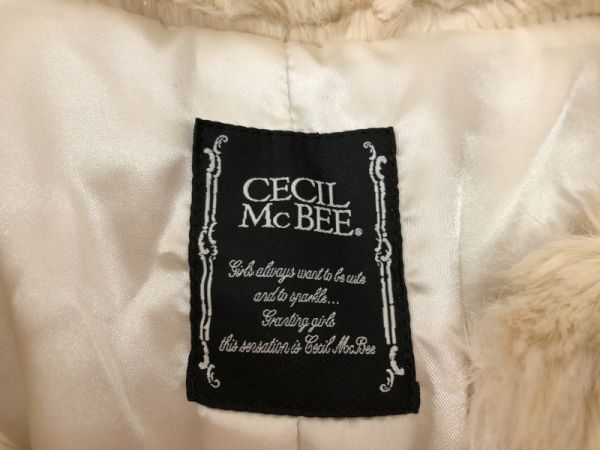 CECIL
McBEE®
Girls always want to be cute
and to sparkle...
Granting girls
this sensation is Cecil McBee